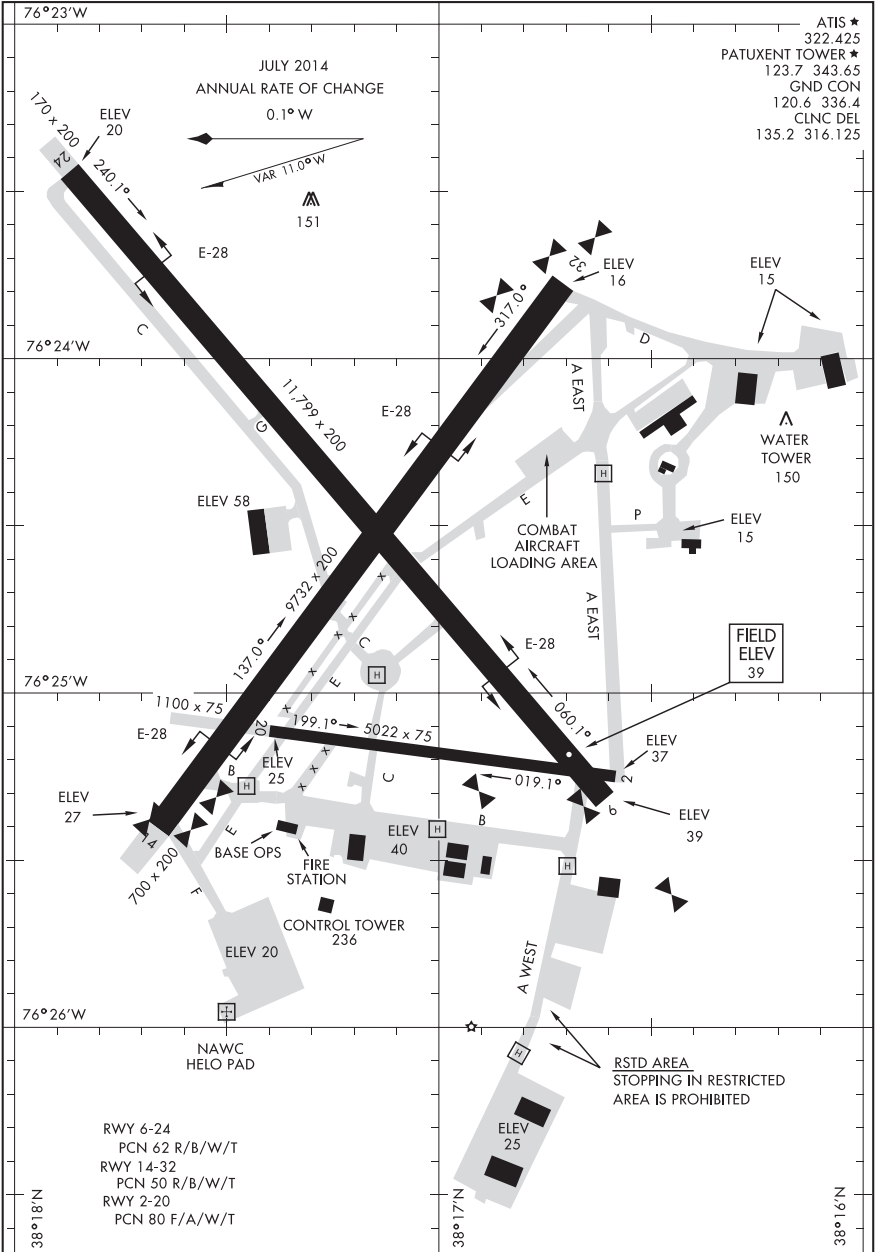 76°23'W
ATIS ★
322.425
PATUXENT TOWER ★
123.7 343.65
GND CON
120.6 336.4
CLNC DEL
135.2 316.125
JULY 2014
ANNUAL RATE OF CHANGE
0.1° W
VAR 11.0° W
151
170 x 200
ELEV
20
24
240.1°
E-28
C
32
ELEV
16
317.0°
ELEV
15
D
76°24'W
11,799 x 200
G
E-28
A EAST
WATER
TOWER
150
H
ELEV 58
E
COMBAT
AIRCRAFT
LOADING AREA
P
ELEV
15
9732 x 200
137.0°
x
x
x
x
C
E
H
A EAST
E-28
FIELD
ELEV
39
76°25'W
060.1°
1100 x 75
E-28
20
199.1°
5022 x 75
ELEV
25
B
H
x
x
x
C
019.1°
2
ELEV
37
ELEV
27
14
700 x 200
E
F
BASE OPS
FIRE
STATION
ELEV
40
H
B
6
ELEV
39
H
CONTROL TOWER
236
ELEV 20
A WEST
76°26'W
NAWC
HELO PAD
H
RSTD AREA
STOPPING IN RESTRICTED
AREA IS PROHIBITED
ELEV
25
RWY 6-24
PCN 62 R/B/W/T
RWY 14-32
PCN 50 R/B/W/T
RWY 2-20
PCN 80 F/A/W/T
38°18'N
38°17'N
38°16'N